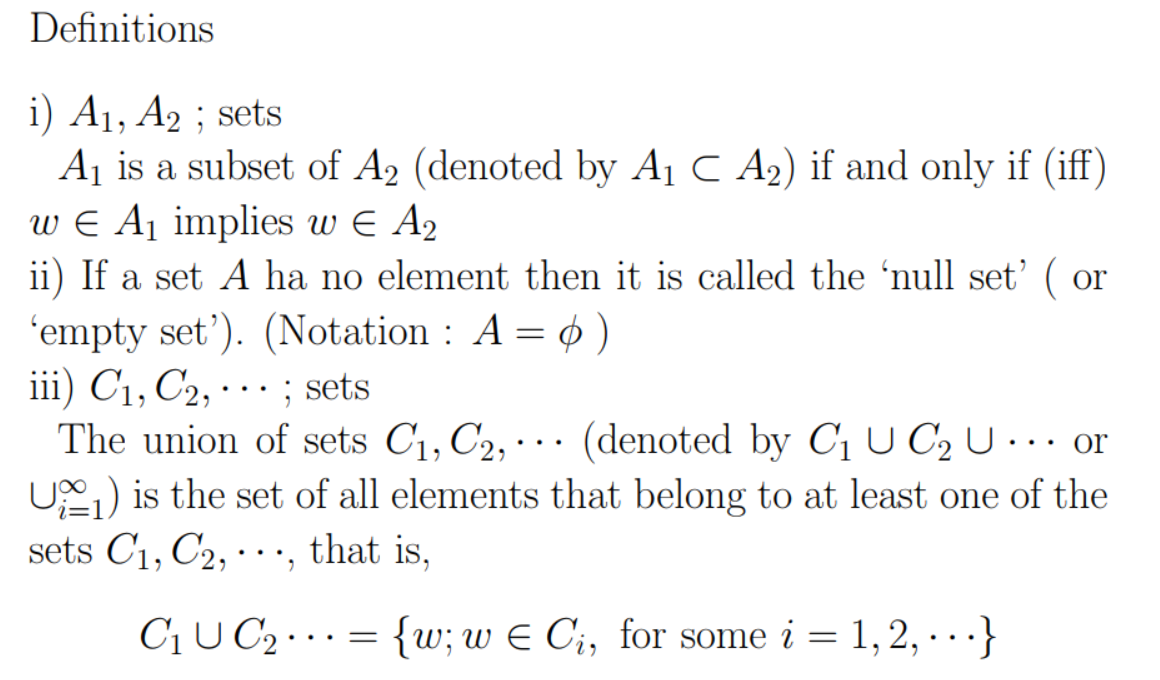 Definitions
i) A₁, A₂ ; sets
A₁ is a subset of A₂ (denoted by A₁ ⊂ A₂) if and only if (iff)
w ∈ A₁ implies w ∈ A₂
ii) If a set A ha no element then it is called the ‘null set’ ( or
‘empty set’). (Notation : A = ϕ )
iii) C₁, C₂, ⋯ ; sets
The union of sets C₁, C₂, ⋯ (denoted by C₁ ∪ C₂ ∪ ⋯ or
∪_{i=1}^{∞}) is the set of all elements that belong to at least one of the
sets C₁, C₂, ⋯, that is,
C₁ ∪ C₂ ⋯ = {w; w ∈ Cᵢ, for some i = 1, 2, ⋯}